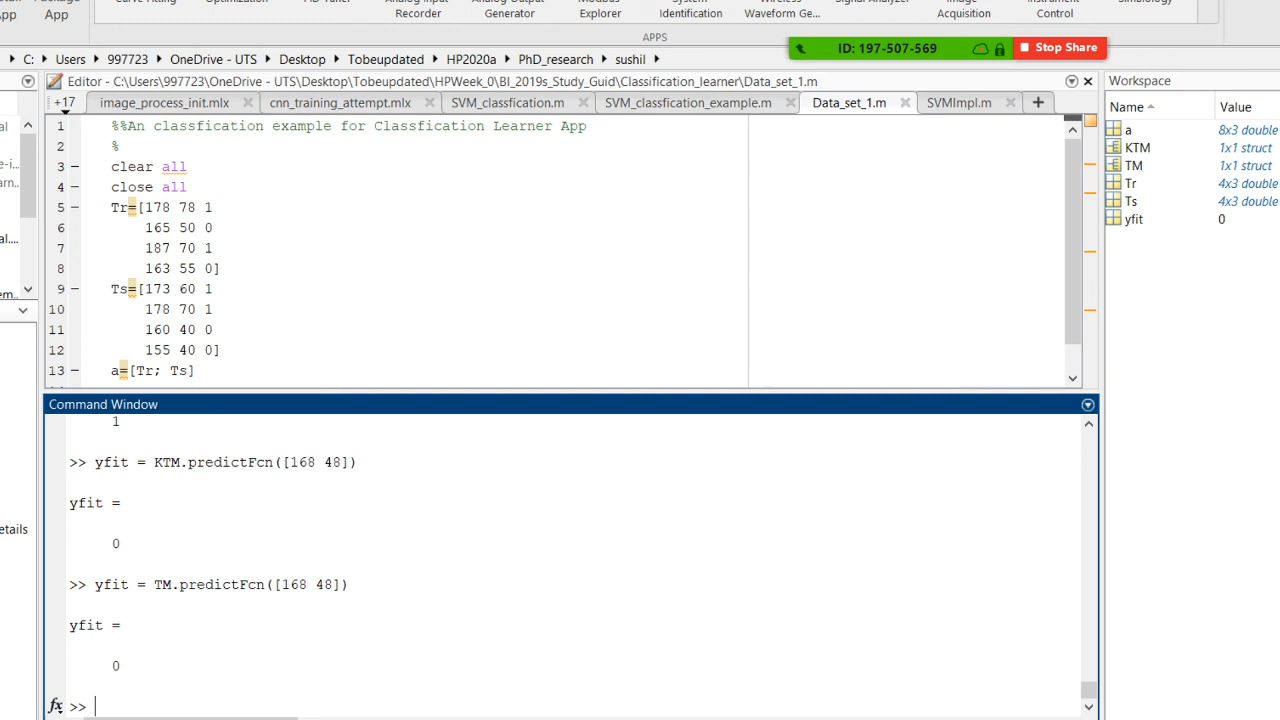 Curve Fitting Optimization PID Tuner Analog Input Recorder Analog Output Generator Modbus Explorer System Identification Wireless Waveform Ge... Signal Analyzer Image Acquisition Instrument Control SimBiology
App
App
APPS
ID: 197-507-569 Stop Share
C: Users 997723 OneDrive - UTS Desktop Tobeupdated HP2020a PhD_research sushil
Editor - C:\Users\997723\OneDrive - UTS\Desktop\Tobeupdated\HPWeek_0\BI_2019s_Study_Guid\Classification_learner\Data_set_1.m
+17 image_process_init.mlx cnn_training_attempt.mlx SVM_classfication.m SVM_classfication_example.m Data_set_1.m SVMImpl.m
1 %%An classfication example for Classfication Learner App
2 %
3 clear all
4 close all
5 Tr=[178 78 1
6 165 50 0
7 187 70 1
8 163 55 0]
9 Ts=[173 60 1
10 178 70 1
11 160 40 0
12 155 40 0]
13 a=[Tr; Ts]
Command Window
1
>> yfit = KTM.predictFcn([168 48])
yfit =
0
>> yfit = TM.predictFcn([168 48])
yfit =
0
fx >>
Workspace
Name Value
a 8x3 double
KTM 1x1 struct
TM 1x1 struct
Tr 4x3 double
Ts 4x3 double
yfit 0
etails